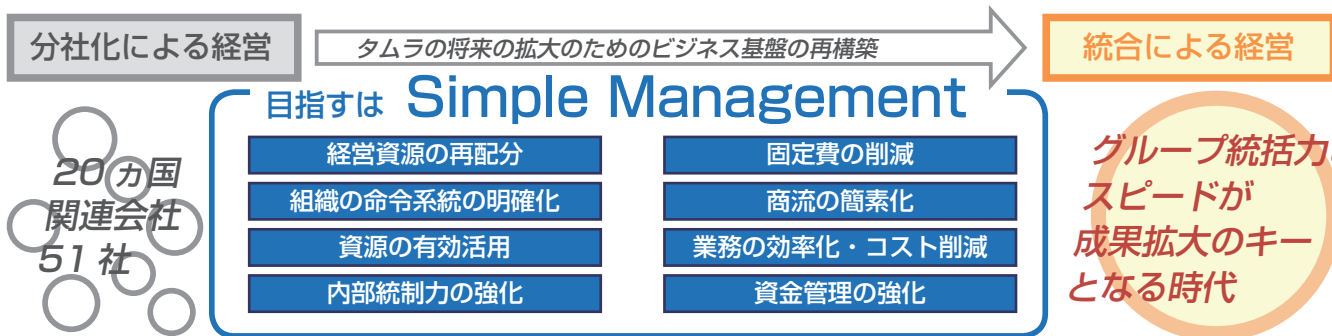 分社化による経営
タムラの将来の拡大のためのビジネス基盤の再構築
統合による経営
目指すは Simple Management
20ヵ国
関連会社
51社
経営資源の再配分
組織の命令系統の明確化
資源の有効活用
内部統制力の強化
固定費の削減
商流の簡素化
業務の効率化・コスト削減
資金管理の強化
グループ統括力
スピードが
成果拡大のキー
となる時代